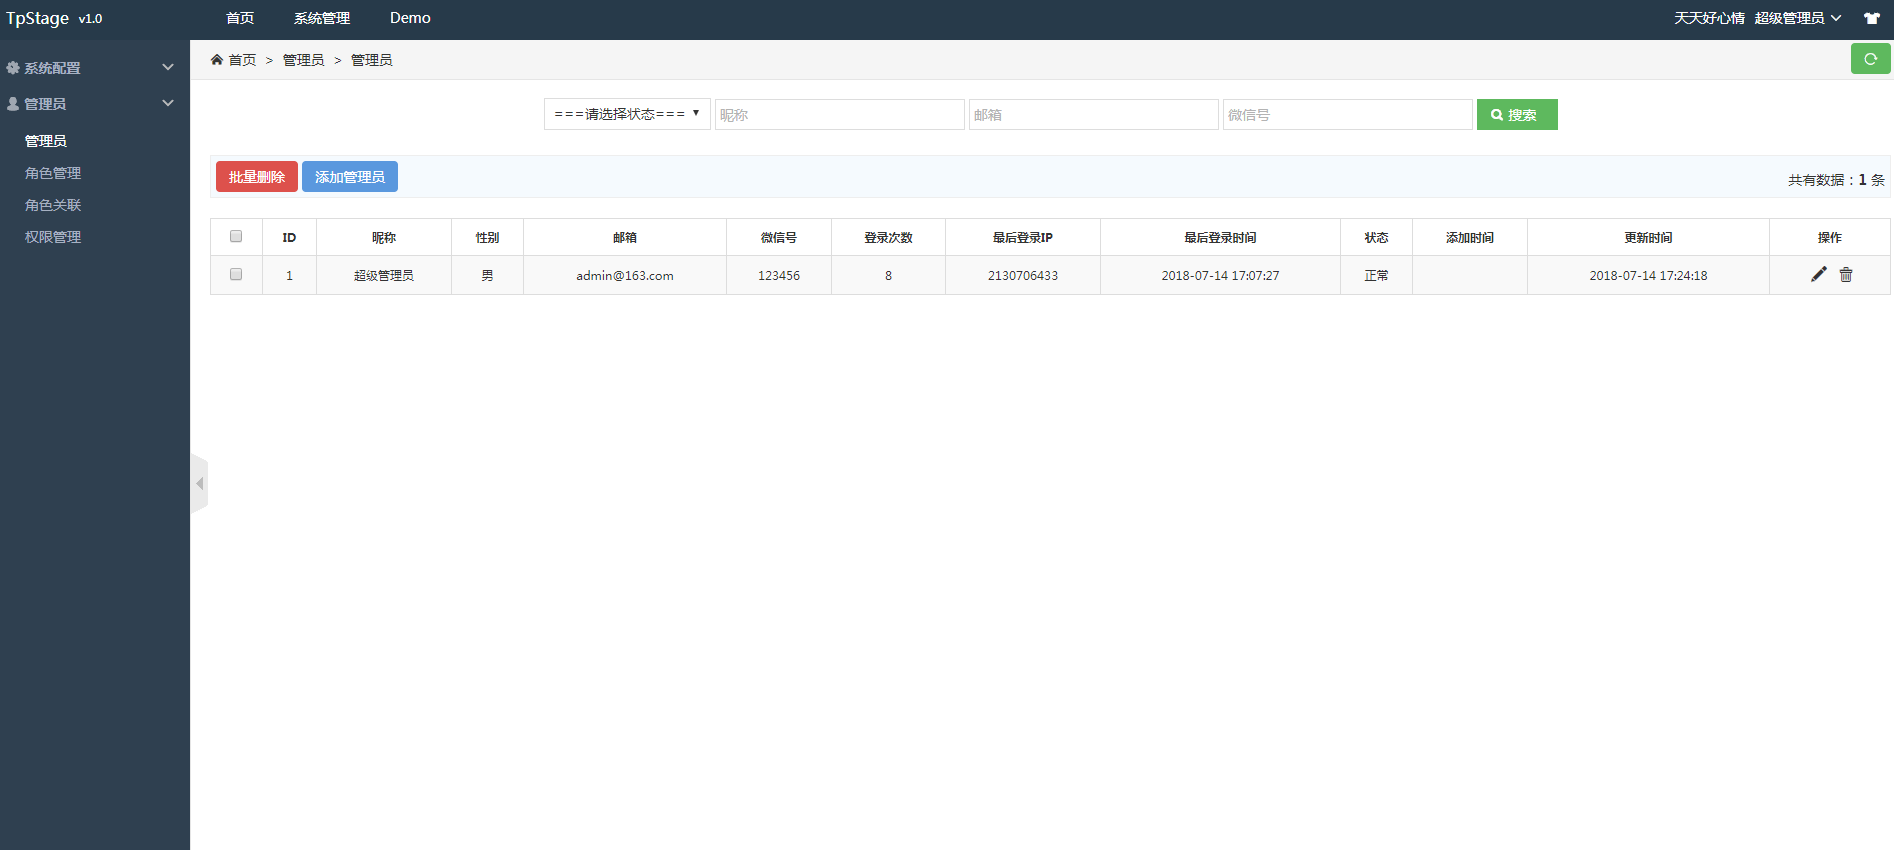 TpStage v1.0 首页 系统管理 Demo 天天好心情 超级管理员
系统配置
管理员
管理员
角色管理
角色关联
权限管理
首页 > 管理员 > 管理员
===请选择状态=== 昵称 邮箱 微信号 搜索
批量删除 添加管理员 共有数据：1 条
ID 昵称 性别 邮箱 微信号 登录次数 最后登录IP 最后登录时间 状态 添加时间 更新时间 操作
1 超级管理员 男 admin@163.com 123456 8 2130706433 2018-07-14 17:07:27 正常 2018-07-14 17:24:18